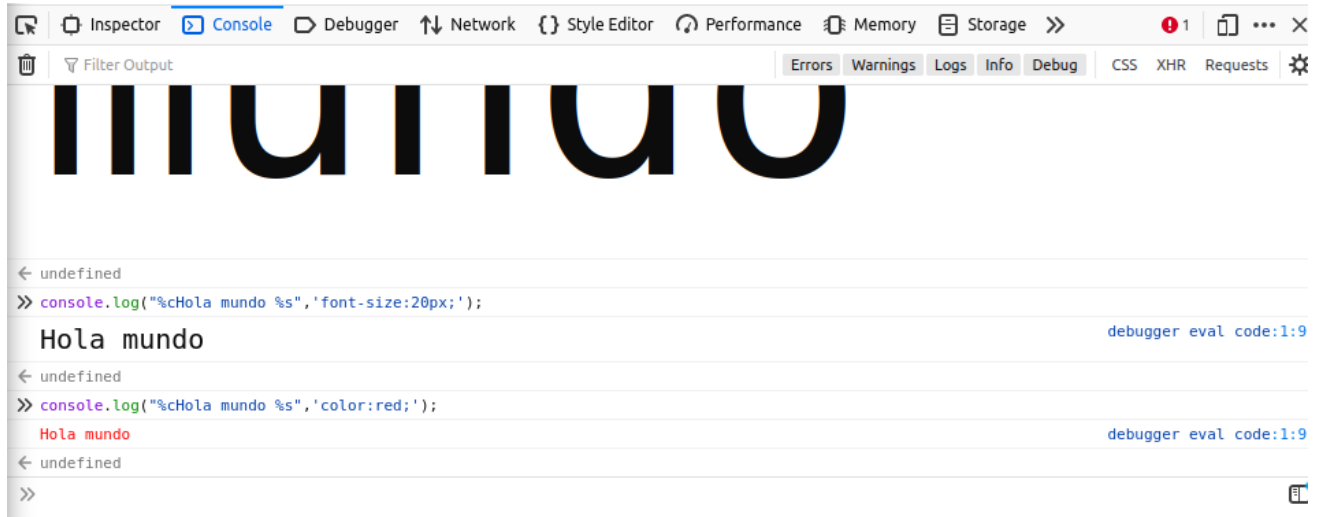 Inspector Console Debugger Network {} Style Editor Performance Memory Storage 1
Filter Output Errors Warnings Logs Info Debug CSS XHR Requests
mundo
undefined
console.log("%cHola mundo %s",'font-size:20px;');
Hola mundo debugger eval code:1:9
undefined
console.log("%cHola mundo %s",'color:red;');
Hola mundo debugger eval code:1:9
undefined